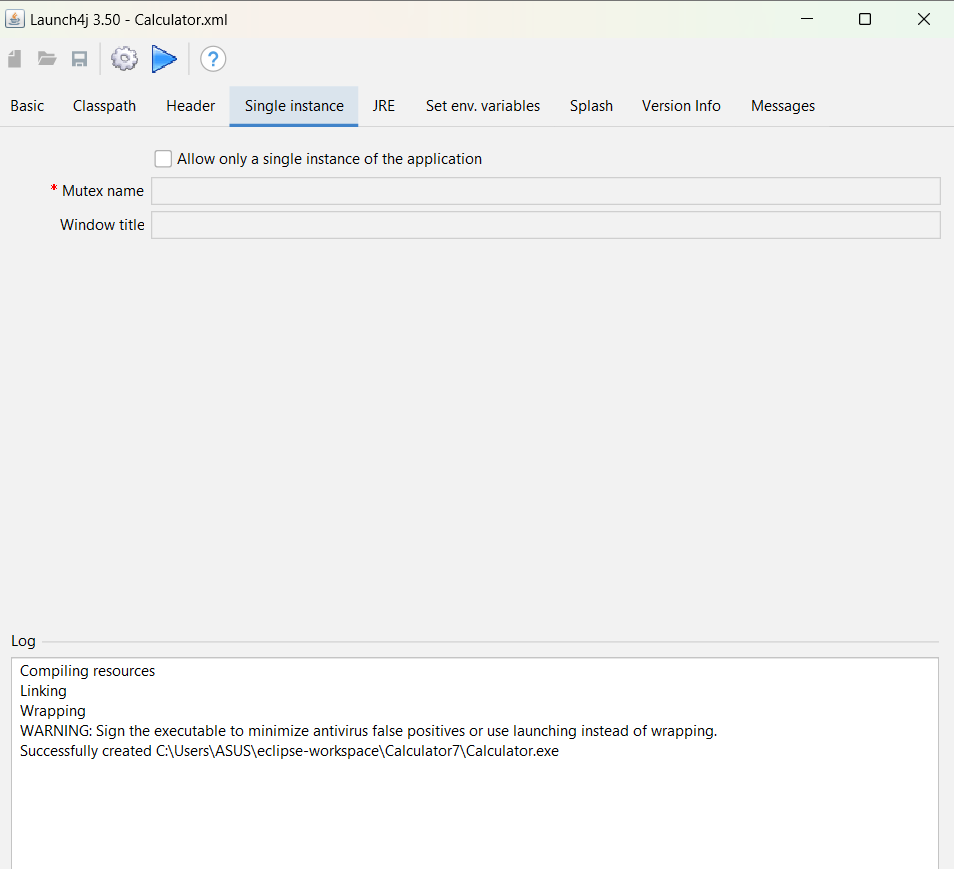 Launch4j 3.50 - Calculator.xml
?
Basic Classpath Header Single instance JRE Set env. variables Splash Version Info Messages
Allow only a single instance of the application
* Mutex name
Window title
Log
Compiling resources
Linking
Wrapping
WARNING: Sign the executable to minimize antivirus false positives or use launching instead of wrapping.
Successfully created C:\Users\ASUS\eclipse-workspace\Calculator7\Calculator.exe